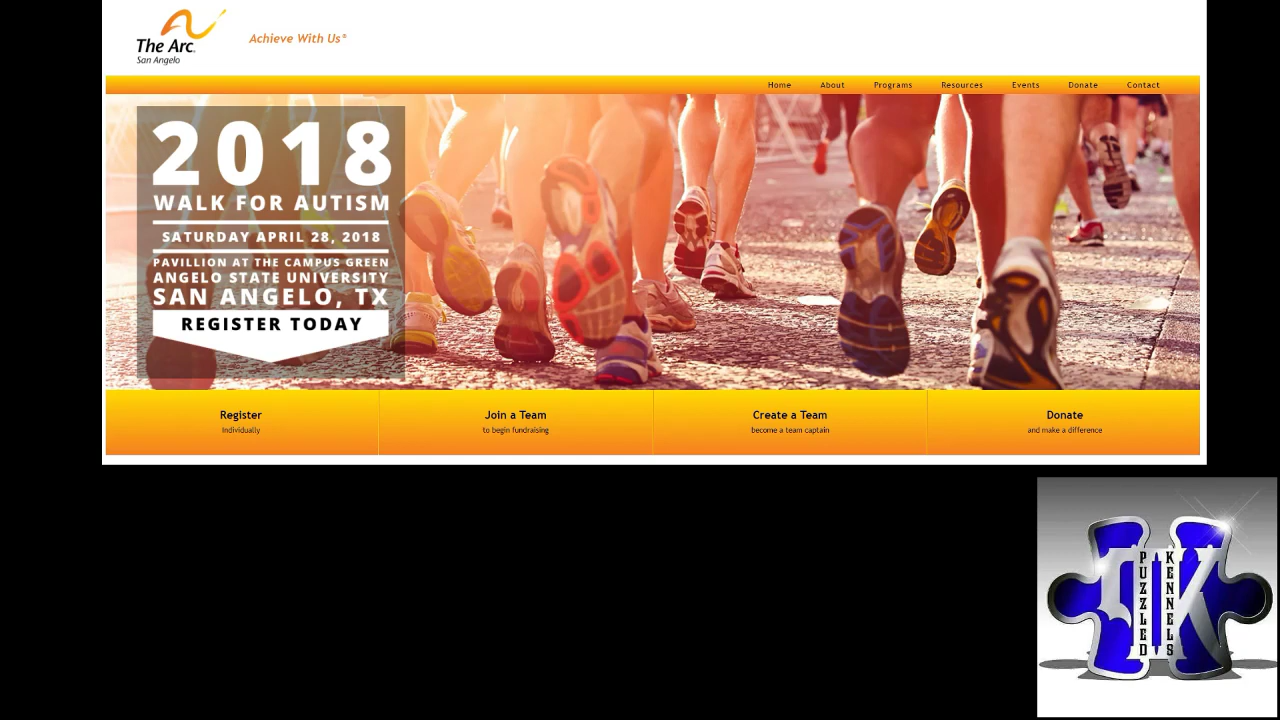 The Arc.
San Angelo
Achieve With Us®
Home About Programs Resources Events Donate Contact
2018
WALK FOR AUTISM
SATURDAY APRIL 28, 2018
PAVILLION AT THE CAMPUS GREEN
ANGELO STATE UNIVERSITY
SAN ANGELO, TX
REGISTER TODAY
Register
Individually
Join a Team
to begin fundraising
Create a Team
become a team captain
Donate
and make a difference
PUZZLED
KENNELS